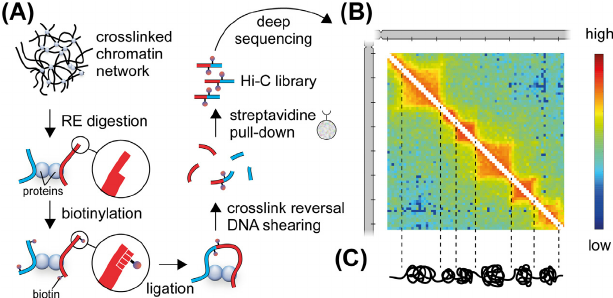 (A)
crosslinked
chromatin
network
RE digestion
proteins
biotinylation
biotin
ligation
crosslink reversal
DNA shearing
streptavidine
pull-down
Hi-C library
deep
sequencing
(B)
high
low
(C)